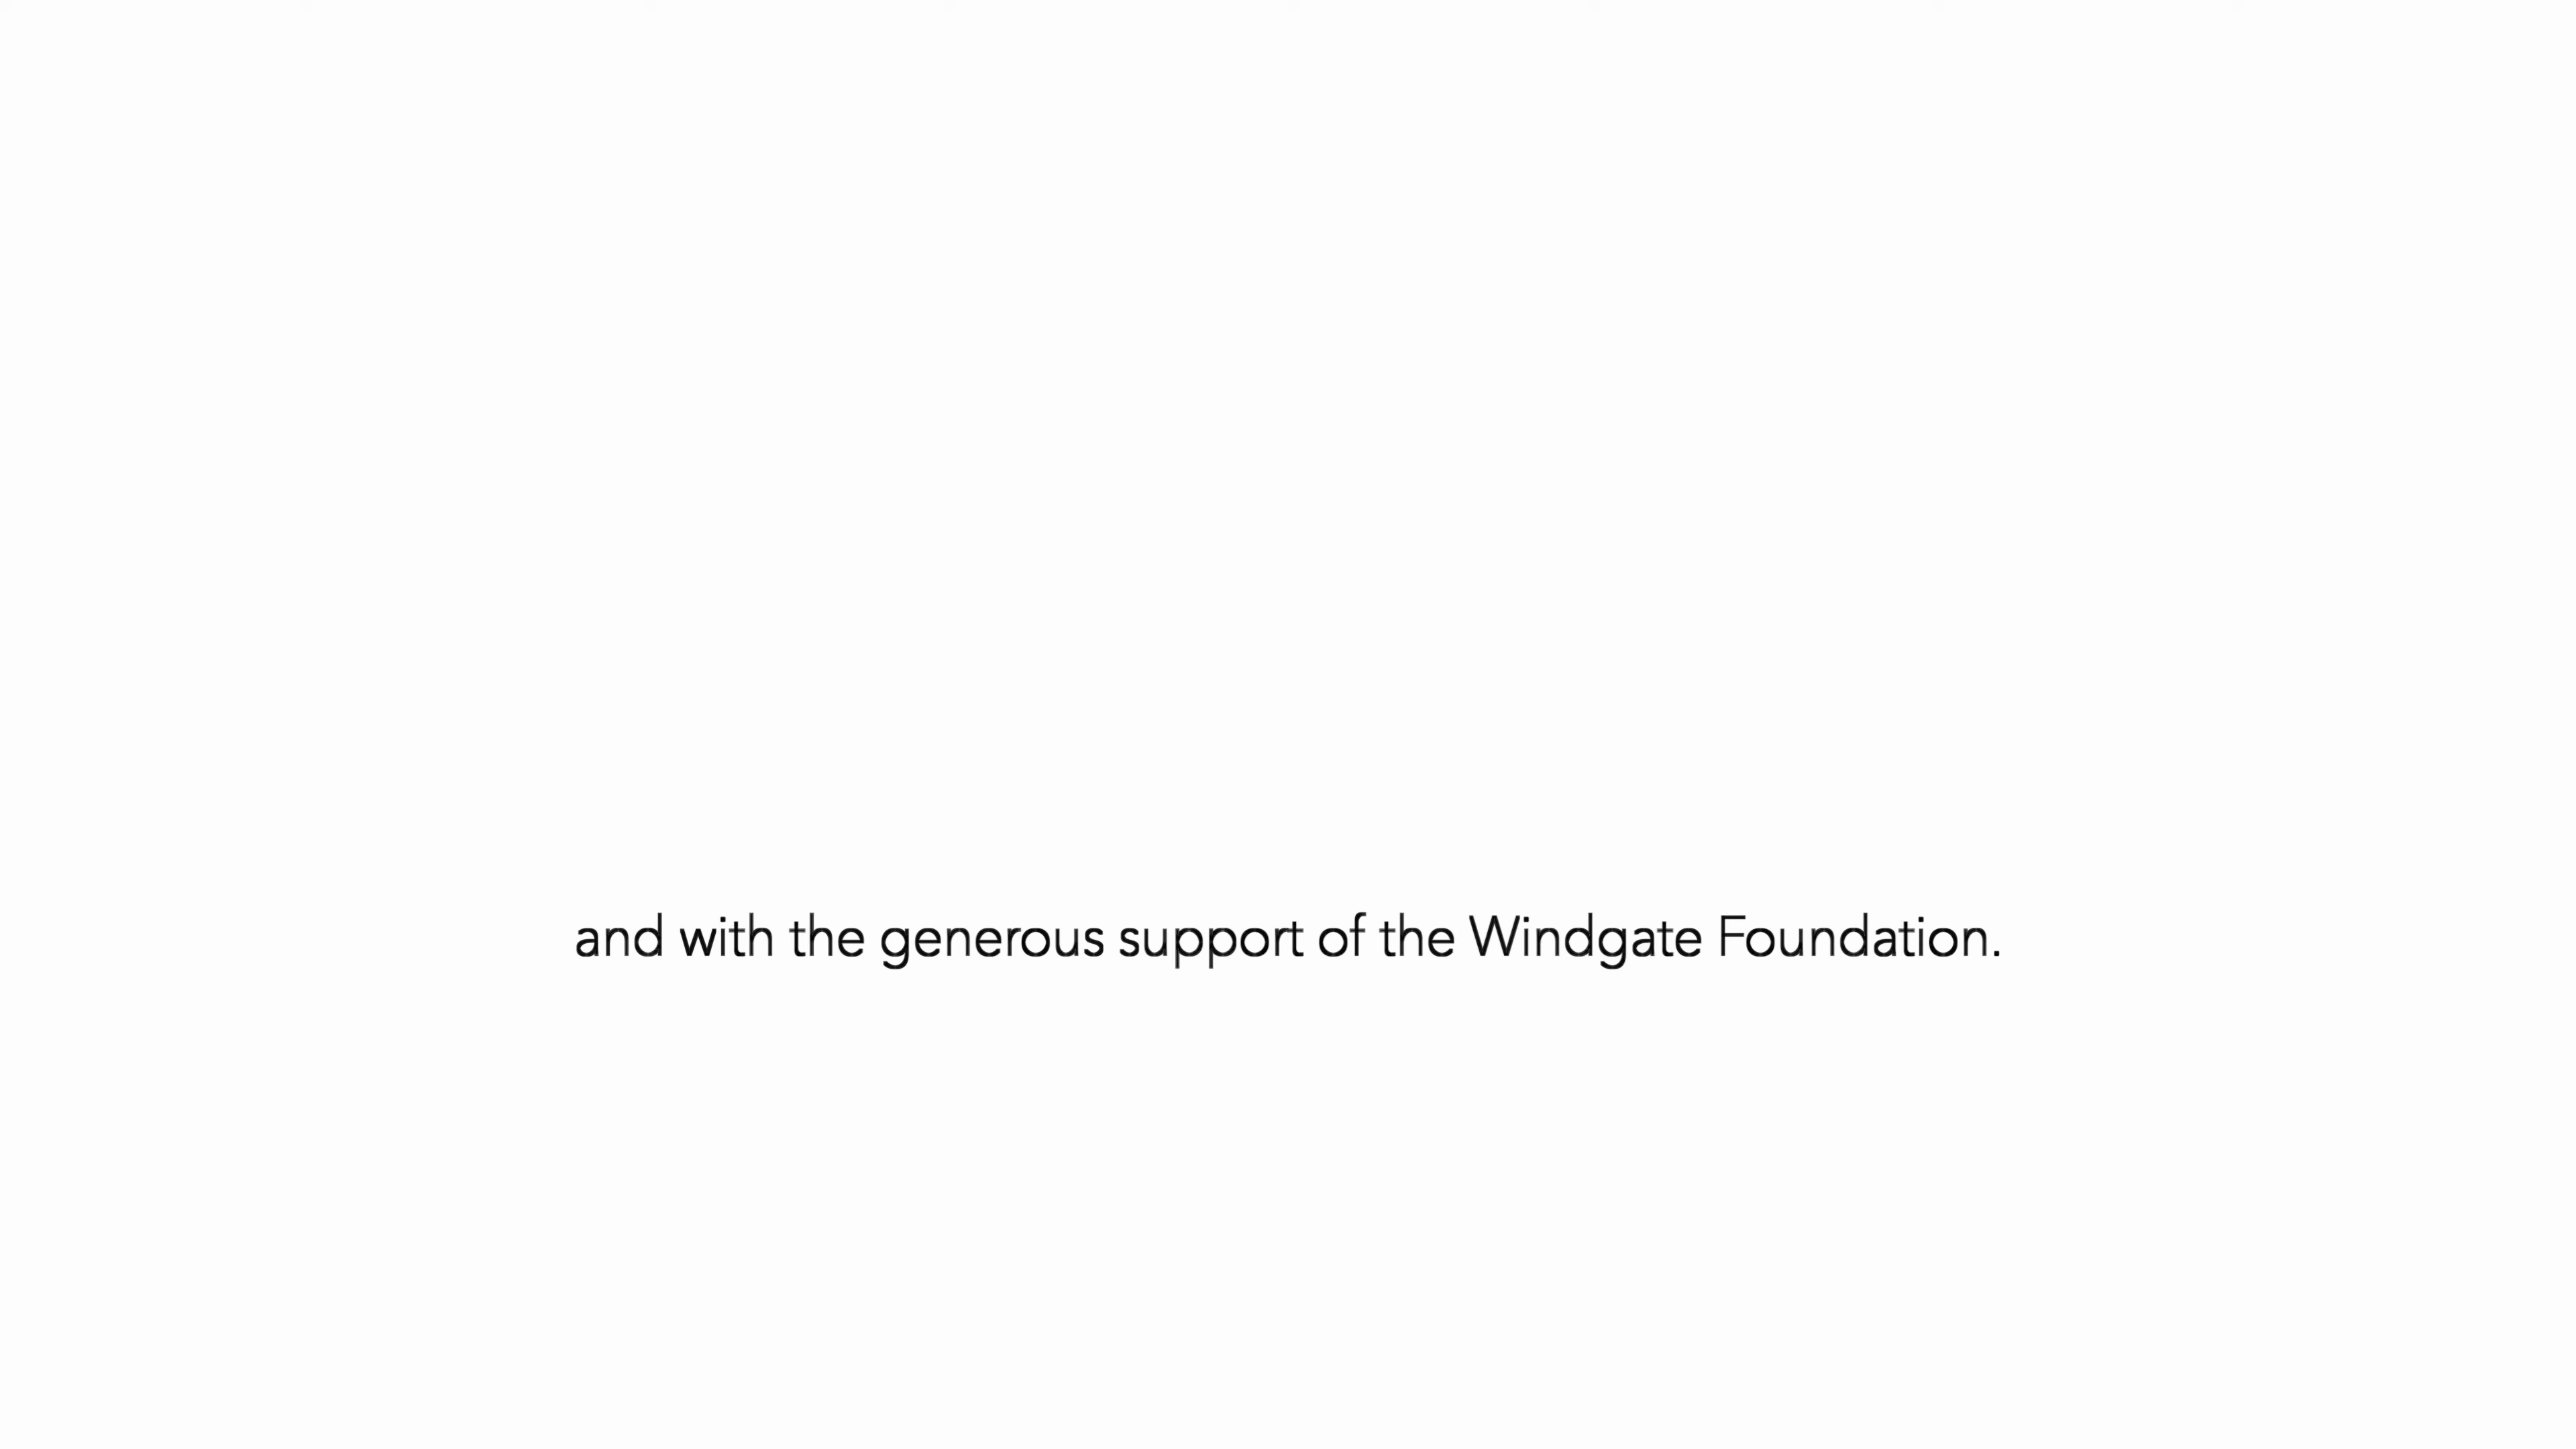 and with the generous support of the Windgate Foundation.